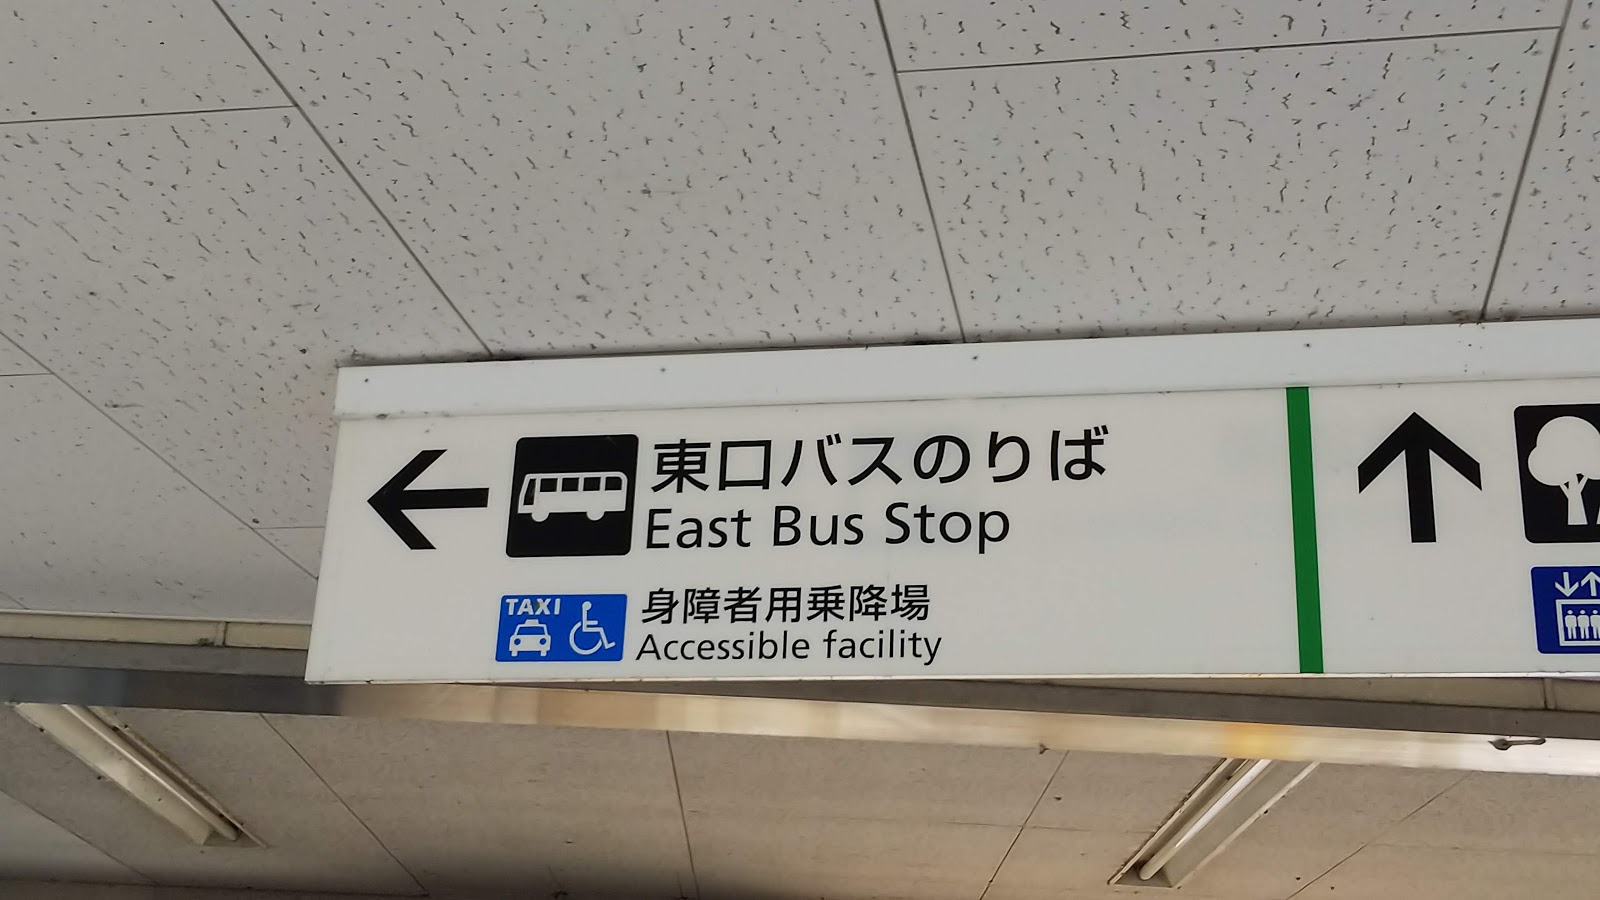 東口バスのりば
East Bus Stop
TAXI
身障者用乗降場
Accessible facility